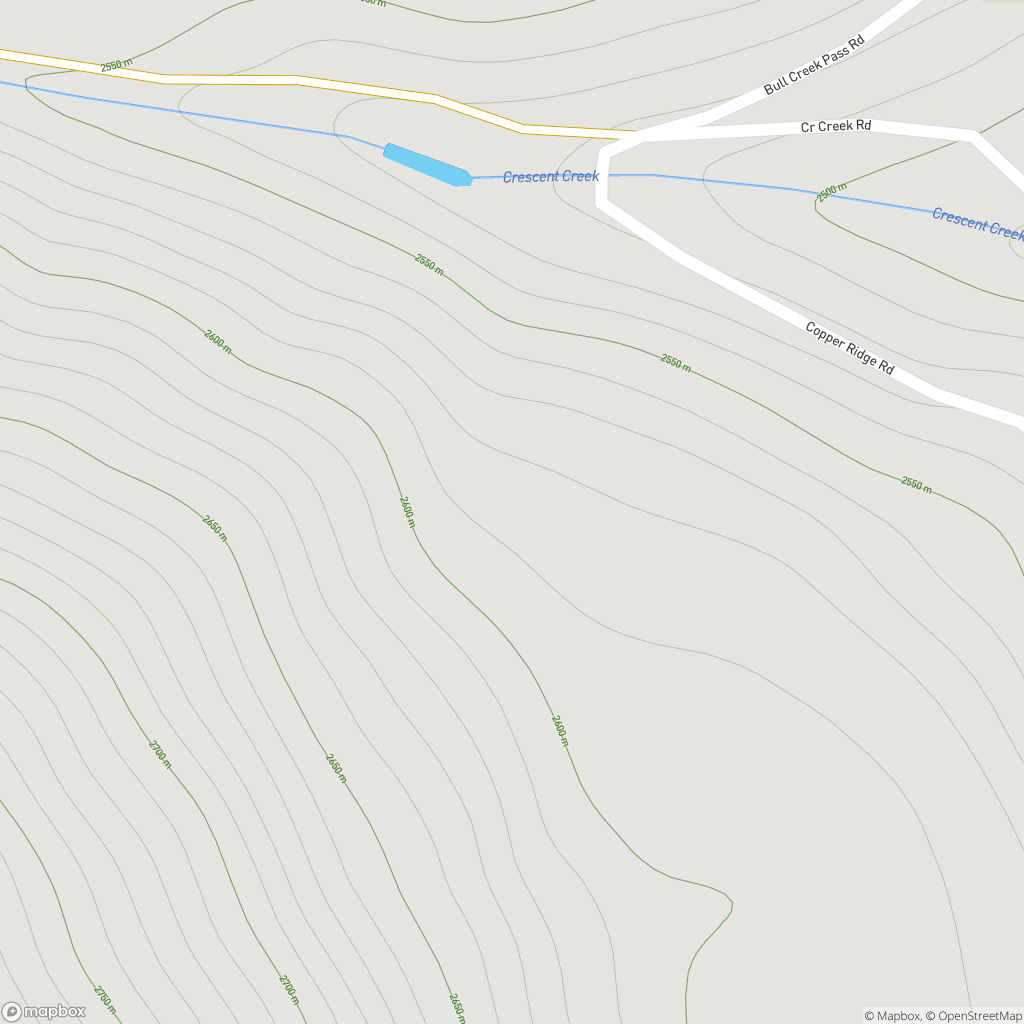 2550 m
Bull Creek Pass Rd
Cr Creek Rd
Crescent Creek
2500 m
Crescent Creek
2550 m
2600 m
Copper Ridge Rd
2550 m
2550 m
2600 m
2650 m
2600 m
2700 m
2650 m
2750 m
2700 m
2650 m
mapbox
© Mapbox, © OpenStreetMap